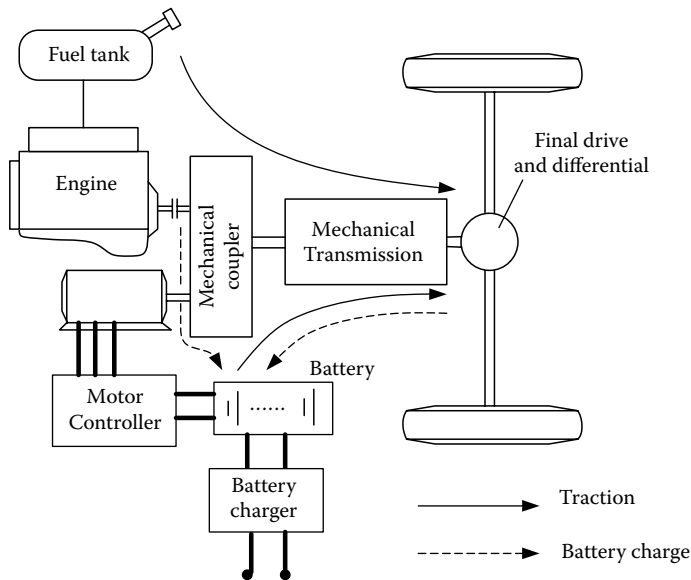 Fuel tank
Engine
Mechanical
coupler
Mechanical
Transmission
Final drive
and differential
Battery
Motor
Controller
Battery
charger
Traction
Battery charge